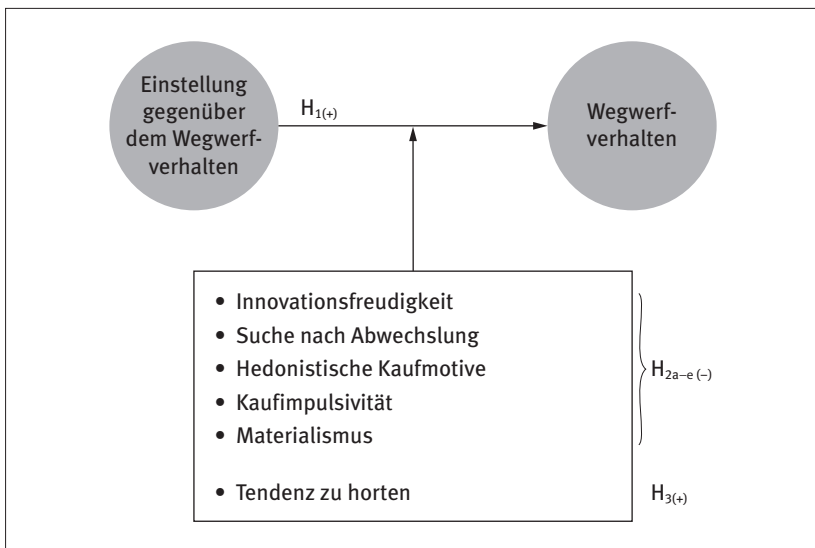 Einstellung
gegenüber
dem Wegwerf-
verhalten
H1(+)
Wegwerf-
verhalten
• Innovationsfreudigkeit
• Suche nach Abwechslung
• Hedonistische Kaufmotive
• Kaufimpulsivität
• Materialismus
H2a–e (–)
• Tendenz zu horten
H3(+)